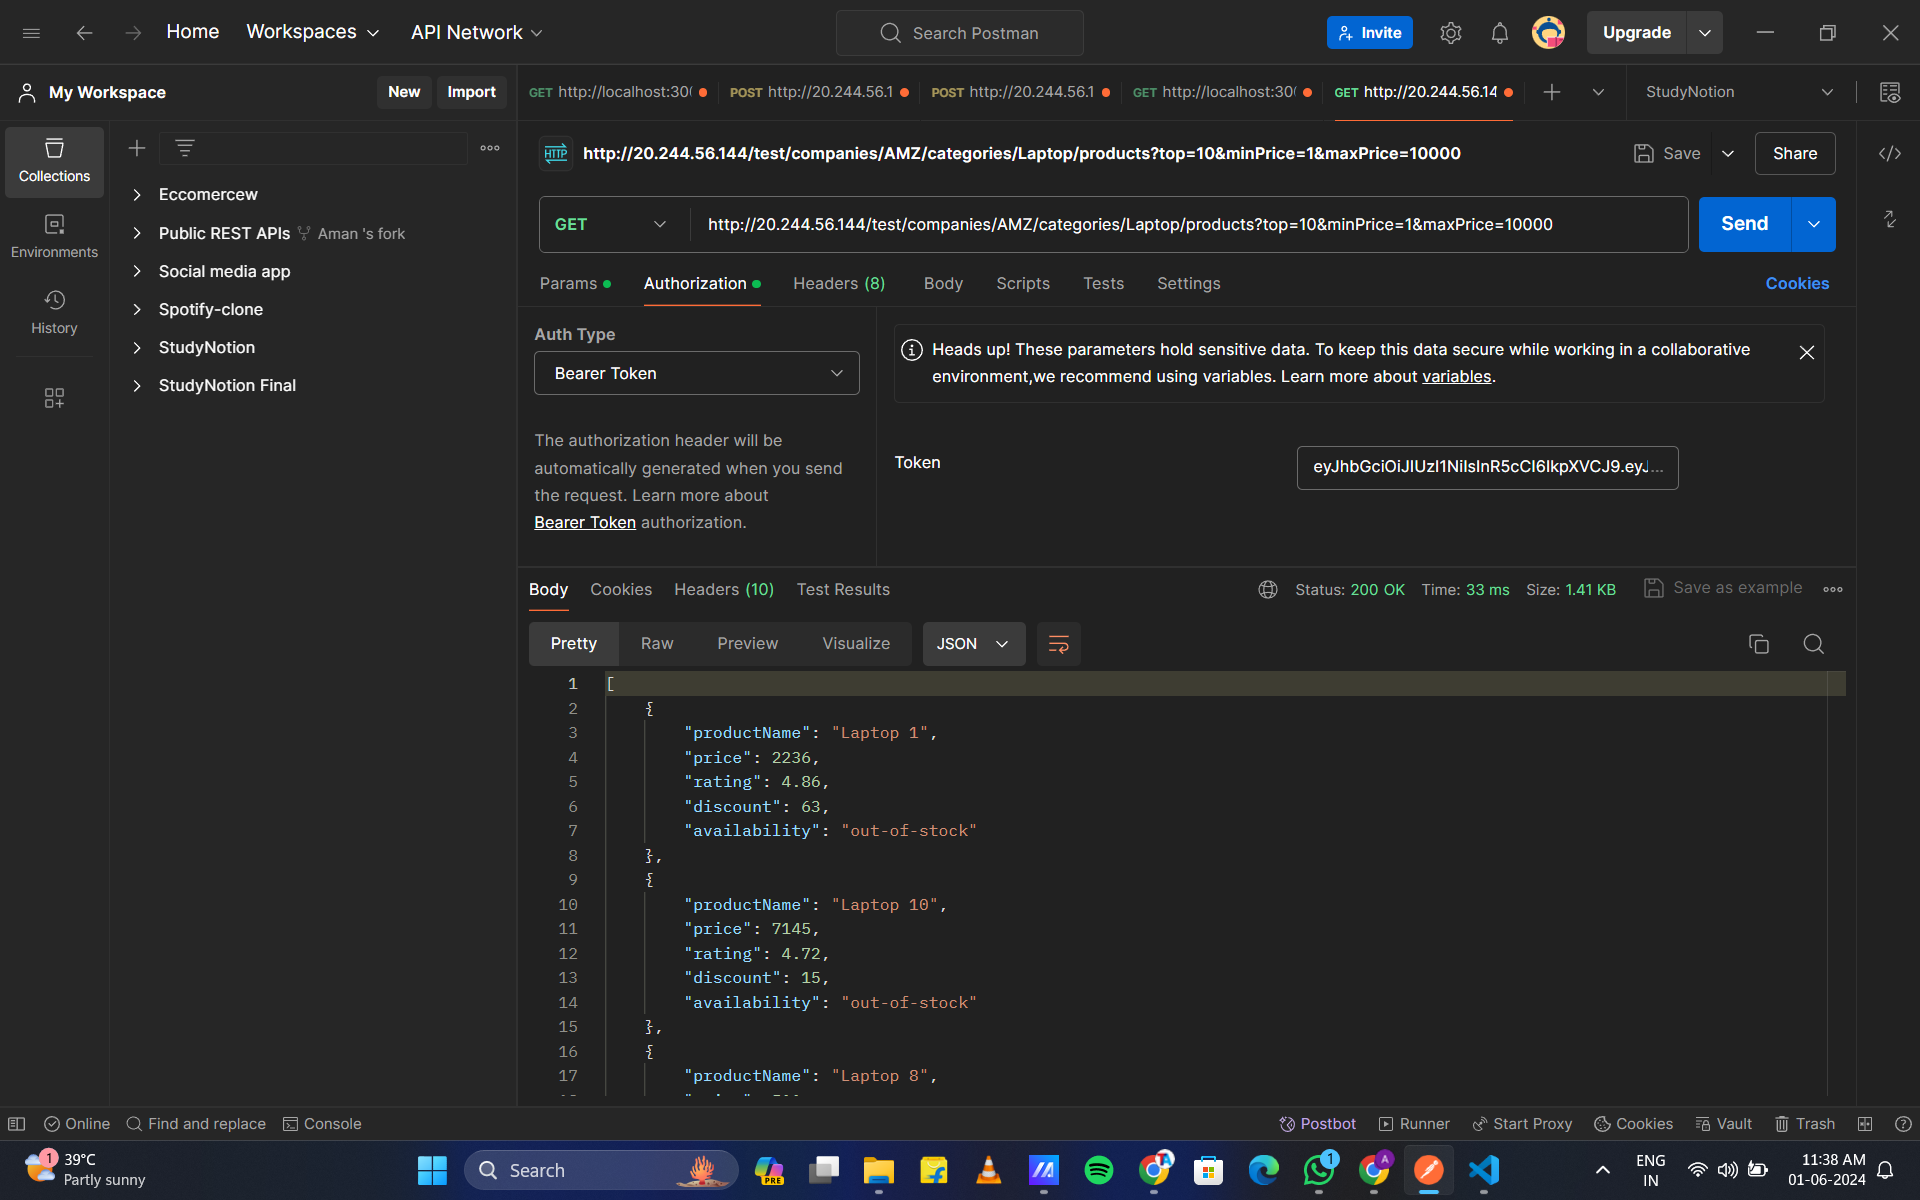 Home
Workspaces
API Network
Search Postman
Invite
Upgrade
My Workspace
New
Import
GET http://localhost:30
POST http://20.244.56.1
POST http://20.244.56.1
GET http://localhost:30
GET http://20.244.56.14
StudyNotion
Collections
Environments
History
Eccomercew
Public REST APIs Aman 's fork
Social media app
Spotify-clone
StudyNotion
StudyNotion Final
HTTP http://20.244.56.144/test/companies/AMZ/categories/Laptop/products?top=10&minPrice=1&maxPrice=10000
Save
Share
GET
http://20.244.56.144/test/companies/AMZ/categories/Laptop/products?top=10&minPrice=1&maxPrice=10000
Send
Params
Authorization
Headers (8)
Body
Scripts
Tests
Settings
Cookies
Auth Type
Bearer Token
The authorization header will be
automatically generated when you send
the request. Learn more about
Bearer Token authorization.
Heads up! These parameters hold sensitive data. To keep this data secure while working in a collaborative
environment,we recommend using variables. Learn more about variables.
Token
Body
Cookies
Headers (10)
Test Results
Status: 200 OK
Time: 33 ms
Size: 1.41 KB
Save as example
Pretty
Raw
Preview
Visualize
JSON
1 [
2 {
3 "productName": "Laptop 1",
4 "price": 2236,
5 "rating": 4.86,
6 "discount": 63,
7 "availability": "out-of-stock"
8 },
9 {
10 "productName": "Laptop 10",
11 "price": 7145,
12 "rating": 4.72,
13 "discount": 15,
14 "availability": "out-of-stock"
15 },
16 {
17 "productName": "Laptop 8",
Online
Find and replace
Console
Postbot
Runner
Start Proxy
Cookies
Vault
Trash
1
39°C
Partly sunny
Search
PRE
1
A
ENG
IN
11:38 AM
01-06-2024